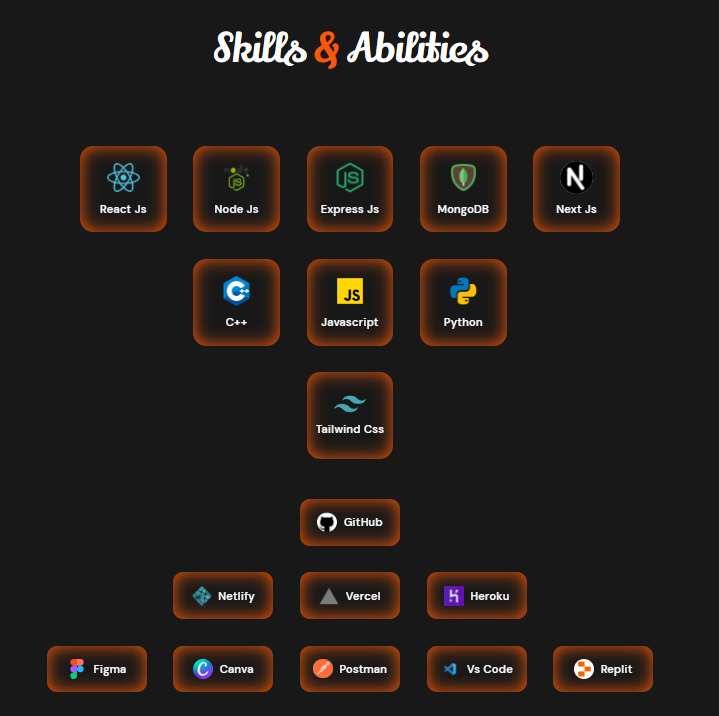 Skills & Abilities
React Js Node Js Express Js MongoDB Next Js
C++ Javascript Python
Tailwind Css
GitHub
Netlify Vercel Heroku
Figma Canva Postman Vs Code Replit